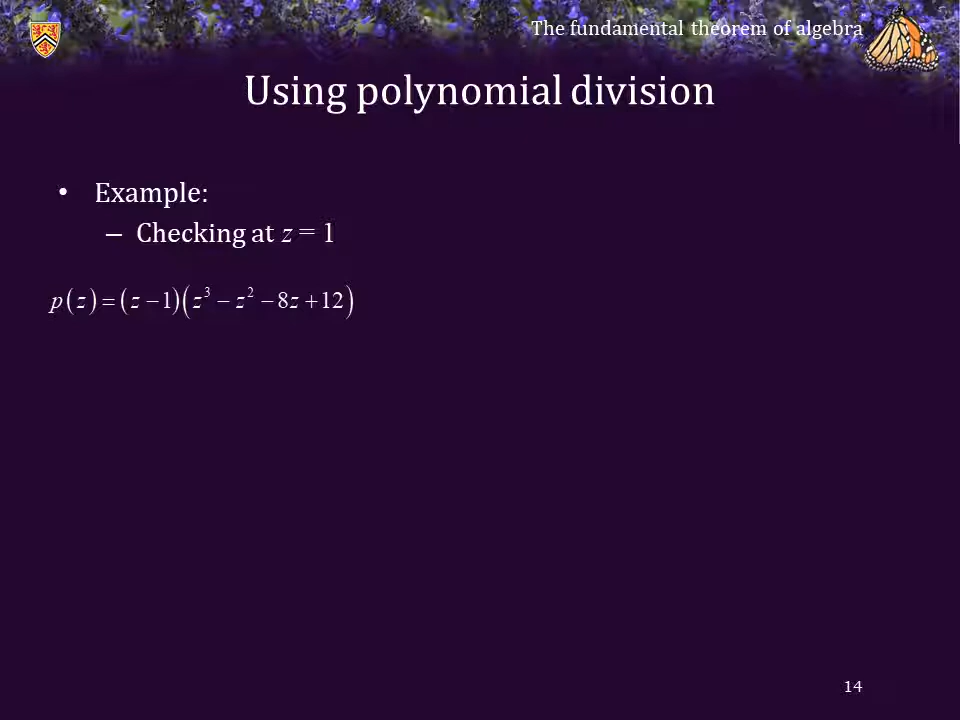 The fundamental theorem of algebra
Using polynomial division
• Example:
– Checking at z = 1
p(z) = (z − 1)(z³ − z² − 8z + 12)
14